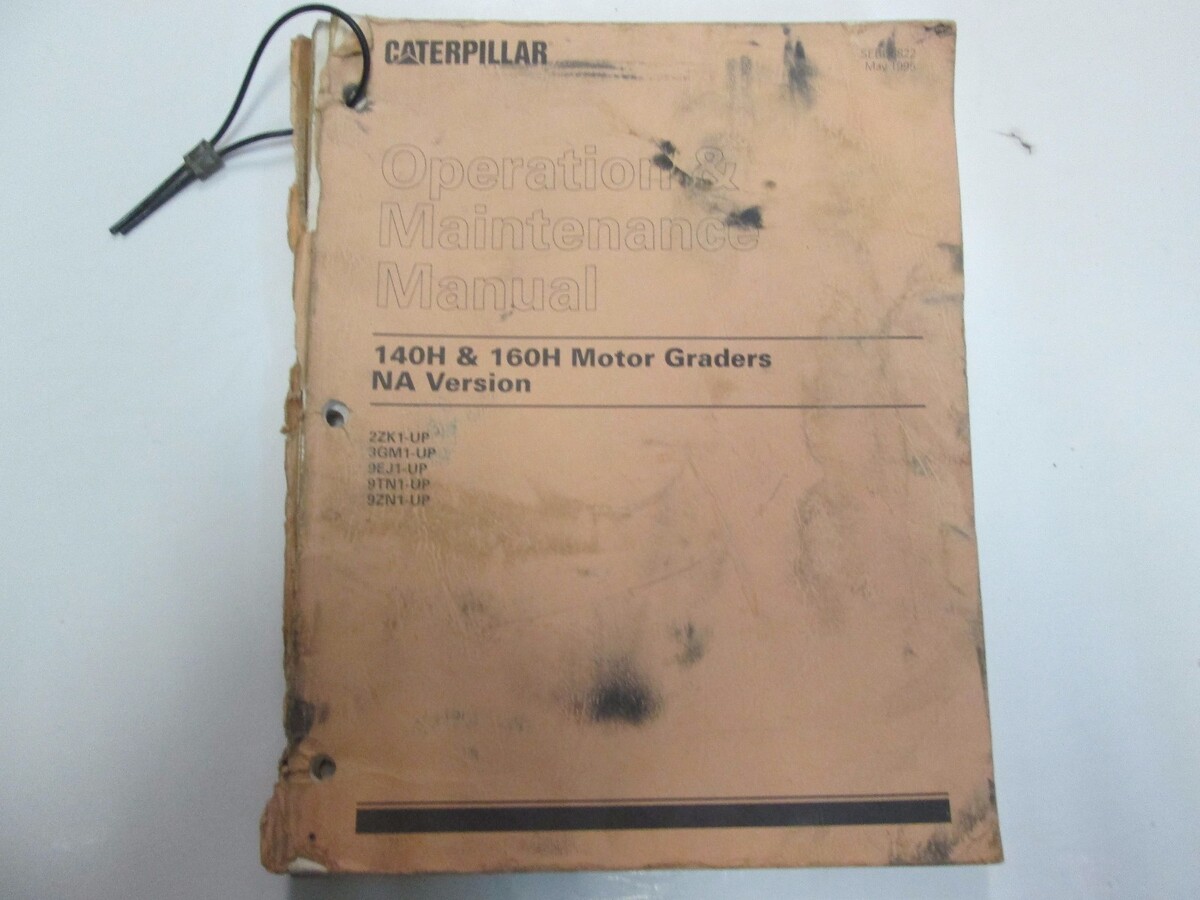 CATERPILLAR
May 1995
Operation &
Maintenance
Manual
140H & 160H Motor Graders
NA Version
2ZK1-UP
3GM1-UP
9EJ1-UP
9TN1-UP
9ZN1-UP